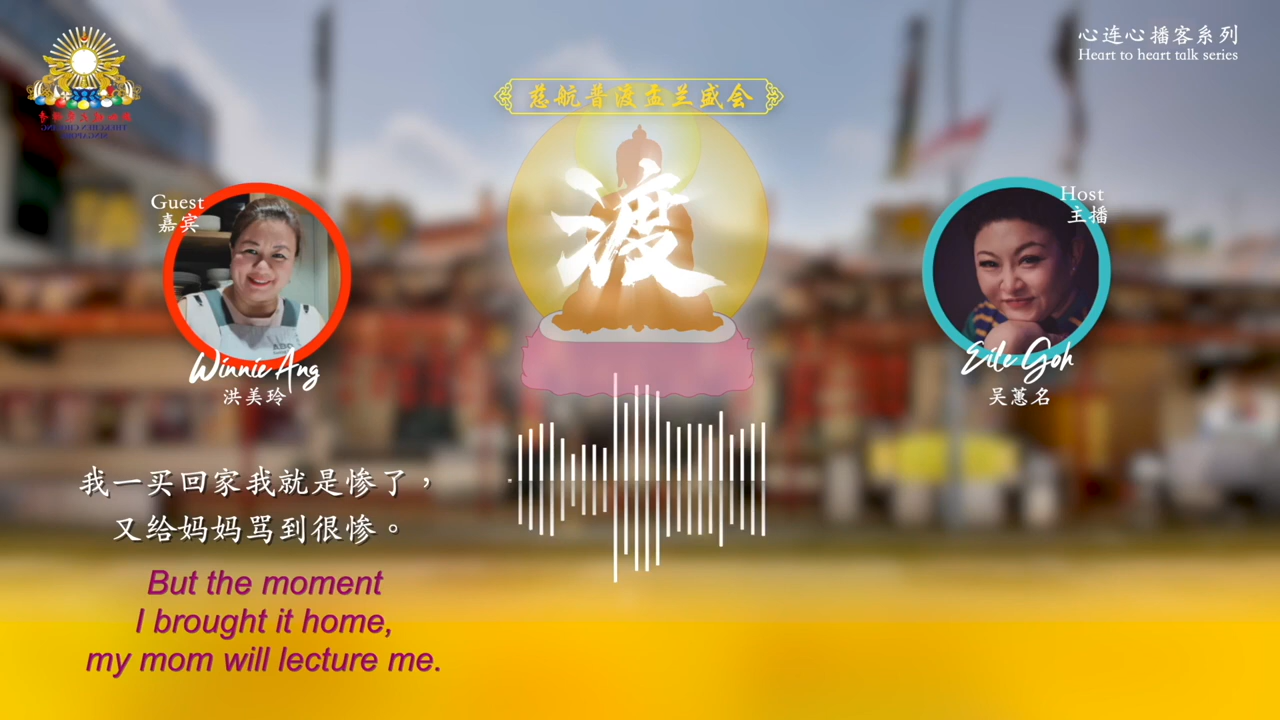 心连心播客系列
Heart to heart talk series
慈航普渡盂兰盛会
渡
Guest
嘉宾
Winnie Ang
洪美玲
Host
主播
Eile Goh
吴蕙名
我一买回家我就是惨了，
又给妈妈骂到很惨。
But the moment
I brought it home,
my mom will lecture me.